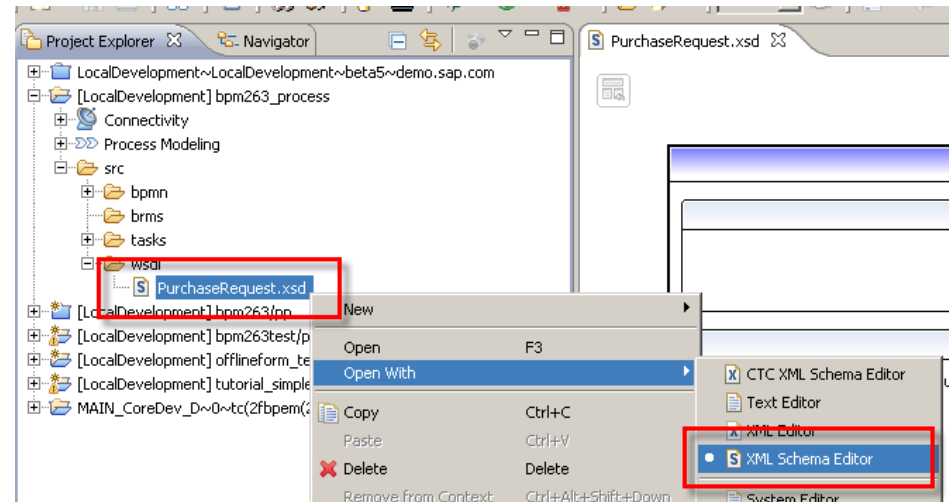 Project Explorer
Navigator
PurchaseRequest.xsd
LocalDevelopment~LocalDevelopment~beta5~demo.sap.com
[LocalDevelopment] bpm263_process
Connectivity
Process Modeling
src
bpmn
brms
tasks
wsdl
PurchaseRequest.xsd
[LocalDevelopment] bpm263/pp
[LocalDevelopment] bpm263test/p
[LocalDevelopment] offlineform_te
[LocalDevelopment] tutorial_simple
MAIN_CoreDev_D~0~tc(2fbpem(2
New
Open F3
Open With
Copy Ctrl+C
Paste Ctrl+V
Delete Delete
Remove from Context Ctrl+Alt+Shift+Down
CTC XML Schema Editor
Text Editor
XML Editor
XML Schema Editor
System Editor